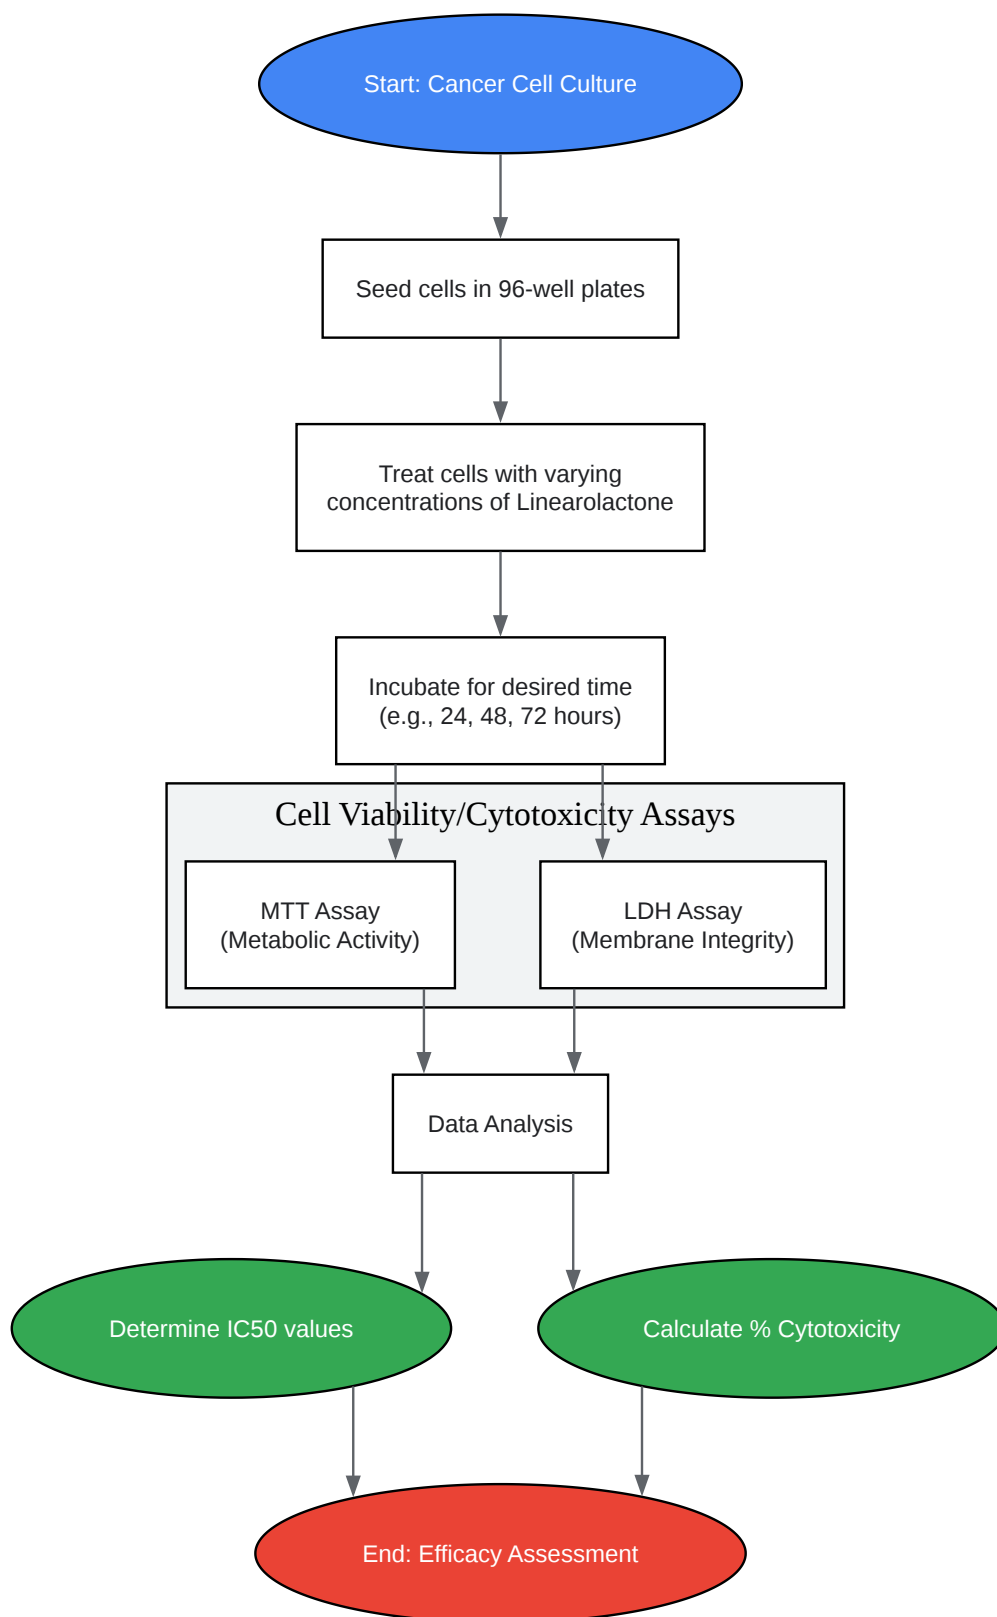 Start: Cancer Cell Culture
Seed cells in 96-well plates
Treat cells with varying
concentrations of Linearolactone
Incubate for desired time
(e.g., 24, 48, 72 hours)
Cell Viability/Cytotoxicity Assays
MTT Assay
(Metabolic Activity)
LDH Assay
(Membrane Integrity)
Data Analysis
Determine IC50 values
Calculate % Cytotoxicity
End: Efficacy Assessment